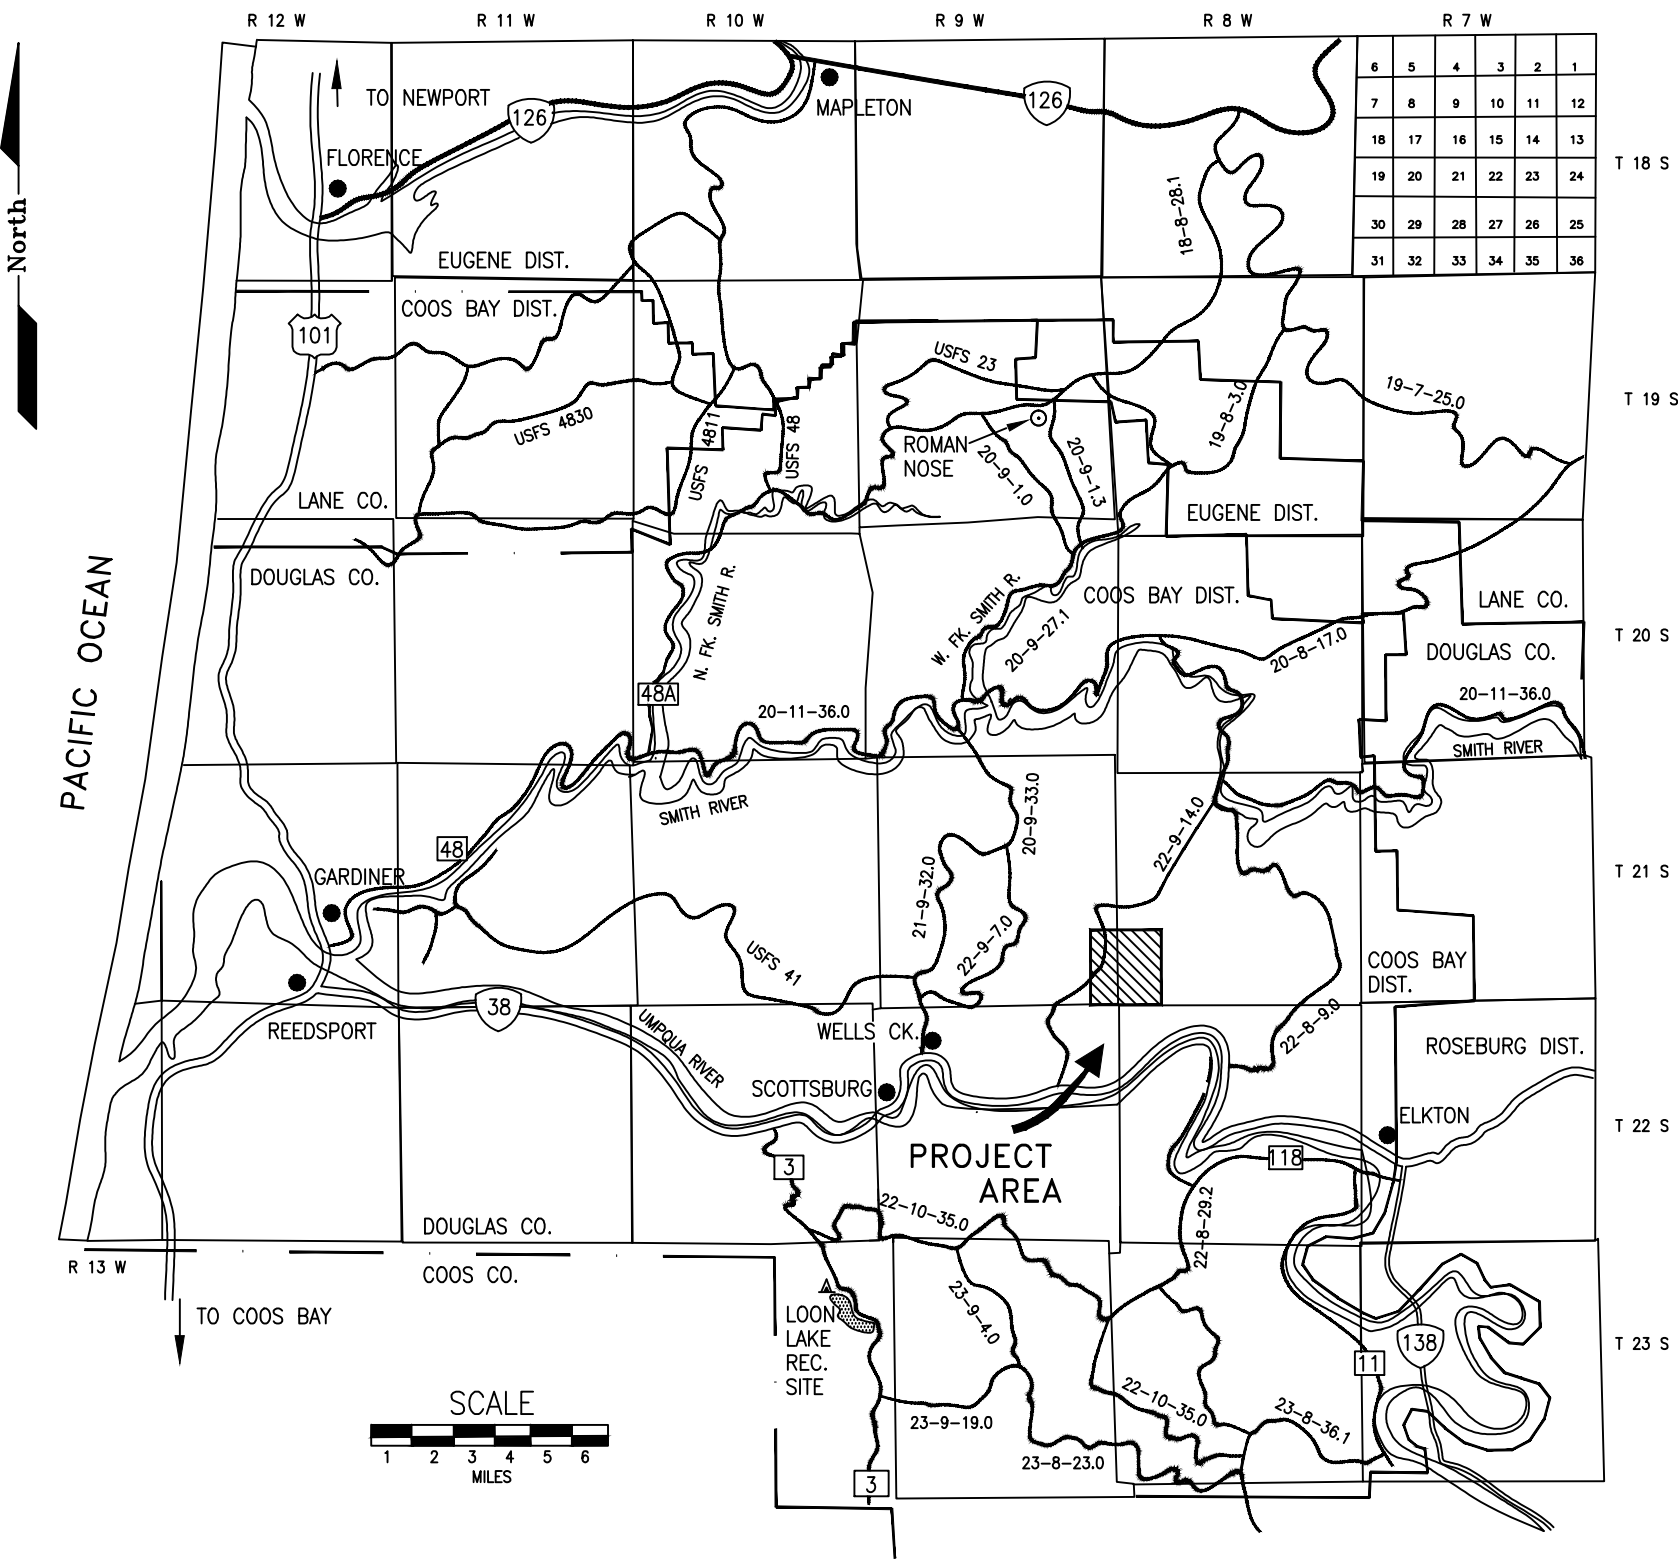 R 12 W
R 11 W
R 10 W
R 9 W
R 8 W
R 7 W
6 5 4 3 2 1
7 8 9 10 11 12
18 17 16 15 14 13
19 20 21 22 23 24
30 29 28 27 26 25
31 32 33 34 35 36
T 18 S
North
TO NEWPORT
126
MAPLETON
126
FLORENCE
18-8-28.1
EUGENE DIST.
COOS BAY DIST.
101
USFS 23
19-7-25.0
T 19 S
19-8-3.0
USFS 4830
USFS 4811
USFS 48
ROMAN
NOSE
20-9-1.0
20-9-1.3
LANE CO.
EUGENE DIST.
DOUGLAS CO.
PACIFIC OCEAN
N. FK. SMITH R.
W. FK. SMITH R.
20-9-27.1
COOS BAY DIST.
LANE CO.
T 20 S
20-8-17.0
DOUGLAS CO.
48A
20-11-36.0
20-11-36.0
SMITH RIVER
SMITH RIVER
20-9-33.0
22-9-14.0
48
GARDINER
21-9-32.0
T 21 S
22-9-7.0
USFS 41
COOS BAY
DIST.
38
REEDSPORT
UMPQUA RIVER
WELLS CK.
22-8-9.0
ROSEBURG DIST.
SCOTTSBURG
ELKTON
T 22 S
PROJECT
AREA
3
118
22-10-35.0
22-8-29.2
DOUGLAS CO.
R 13 W
COOS CO.
TO COOS BAY
LOON
LAKE
REC.
SITE
23-9-4.0
138
T 23 S
11
22-10-35.0
23-9-19.0
23-8-36.1
23-8-23.0
3
SCALE
1 2 3 4 5 6
MILES